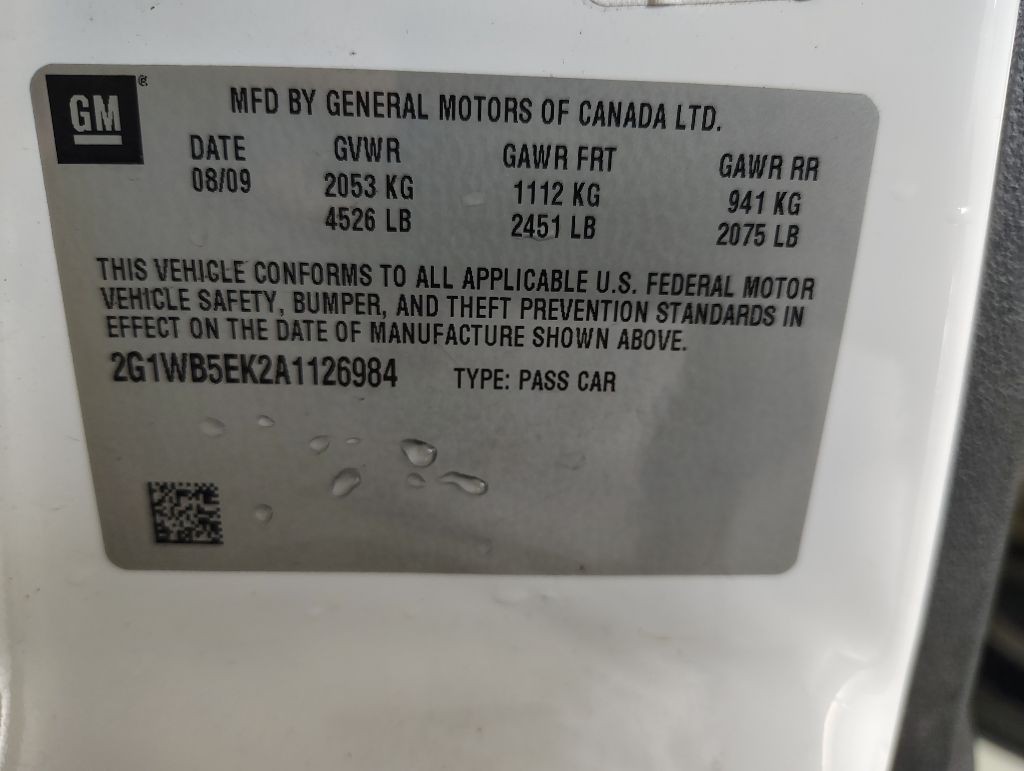 GM ®
MFD BY GENERAL MOTORS OF CANADA LTD.
DATE GVWR GAWR FRT GAWR RR
08/09 2053 KG 1112 KG 941 KG
4526 LB 2451 LB 2075 LB
THIS VEHICLE CONFORMS TO ALL APPLICABLE U.S. FEDERAL MOTOR
VEHICLE SAFETY, BUMPER, AND THEFT PREVENTION STANDARDS IN
EFFECT ON THE DATE OF MANUFACTURE SHOWN ABOVE.
2G1WB5EK2A1126984 TYPE: PASS CAR